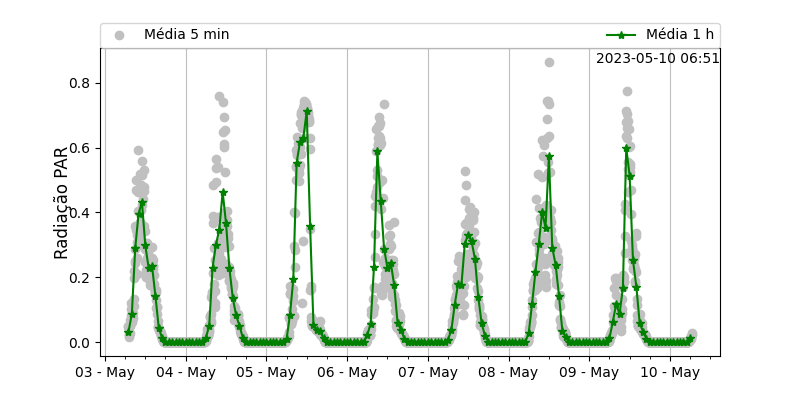 Média 5 min
Média 1 h
2023-05-10 06:51
Radiação PAR
0.8
0.6
0.4
0.2
0.0
03 - May
04 - May
05 - May
06 - May
07 - May
08 - May
09 - May
10 - May